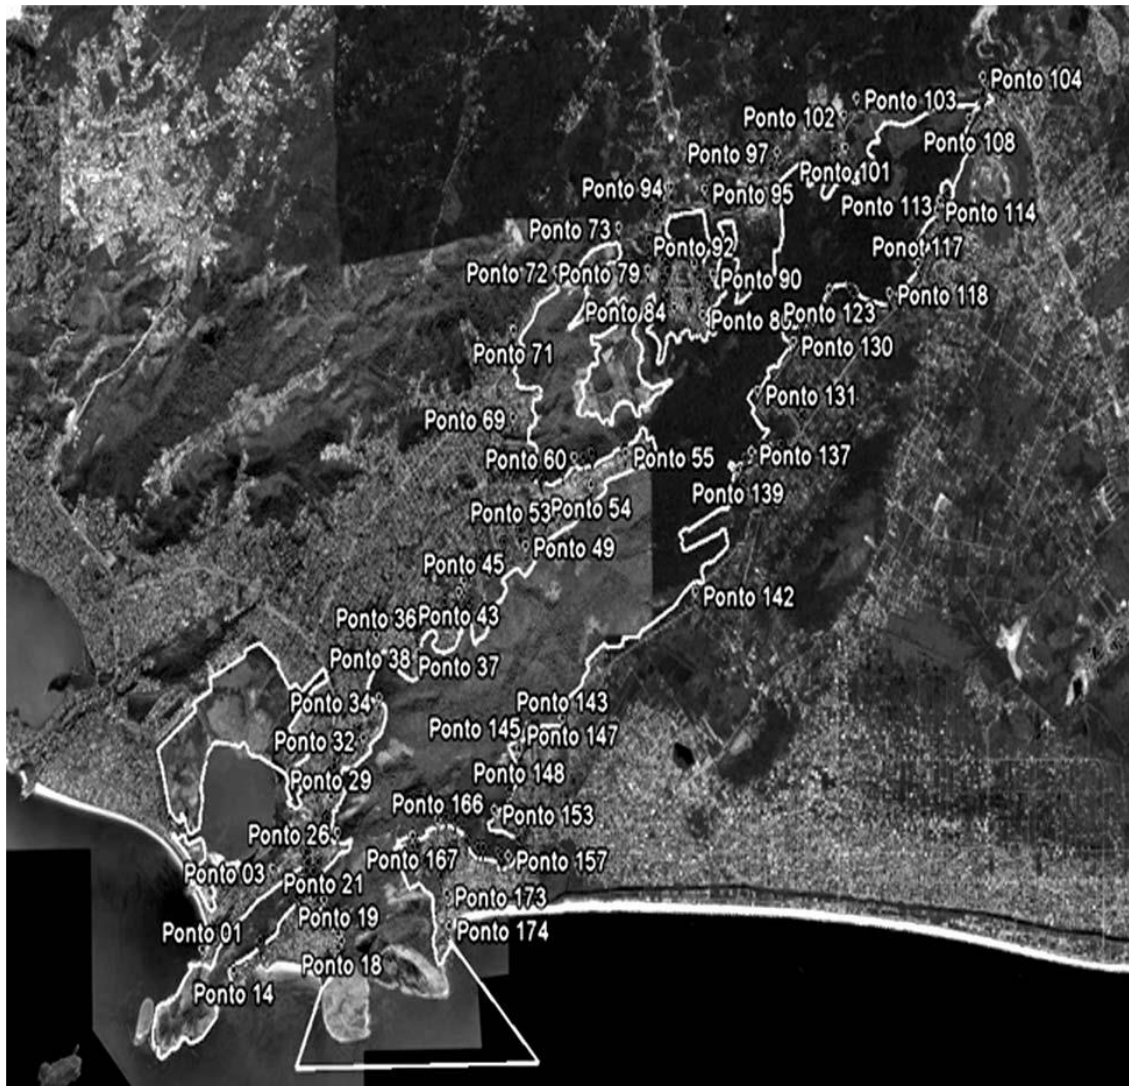 Ponto 104
Ponto 103
Ponto 102
Ponto 108
Ponto 97
Ponto 101
Ponto 94
Ponto 95
Ponto 113
Ponto 114
Ponto 73
Ponto 92
Ponot 117
Ponto 72
Ponto 79
Ponto 90
Ponto 118
Ponto 84
Ponto 123
Ponto 8
Ponto 130
Ponto 71
Ponto 131
Ponto 69
Ponto 60
Ponto 55
Ponto 137
Ponto 139
Ponto 53
Ponto 54
Ponto 49
Ponto 45
Ponto 142
Ponto 36
Ponto 43
Ponto 38
Ponto 37
Ponto 34
Ponto 143
Ponto 145
Ponto 147
Ponto 32
Ponto 29
Ponto 148
Ponto 166
Ponto 153
Ponto 26
Ponto 167
Ponto 157
Ponto 03
Ponto 21
Ponto 173
Ponto 19
Ponto 01
Ponto 174
Ponto 18
Ponto 14